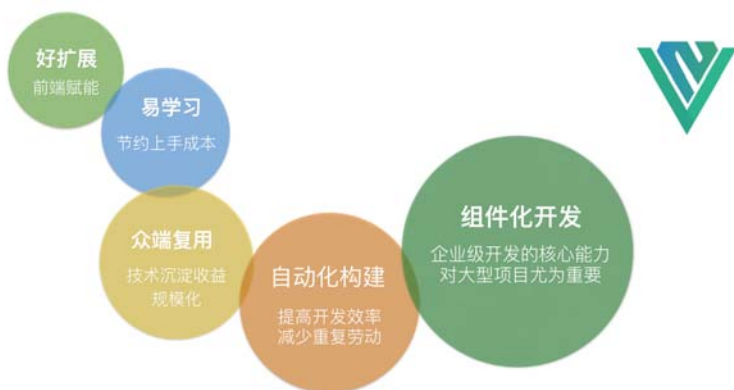 好扩展
前端赋能
易学习
节约上手成本
众端复用
技术沉淀收益
规模化
自动化构建
提高开发效率
减少重复劳动
组件化开发
企业级开发的核心能力
对大型项目尤为重要